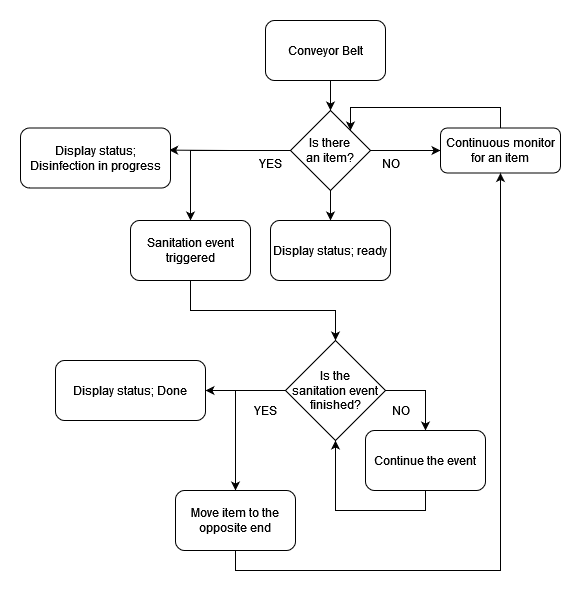 Conveyor Belt
Is there
an item?
YES
NO
Display status;
Disinfection in progress
Continuous monitor
for an item
Sanitation event
triggered
Display status; ready
Is the
sanitation event
finished?
YES
NO
Display status; Done
Continue the event
Move item to the
opposite end